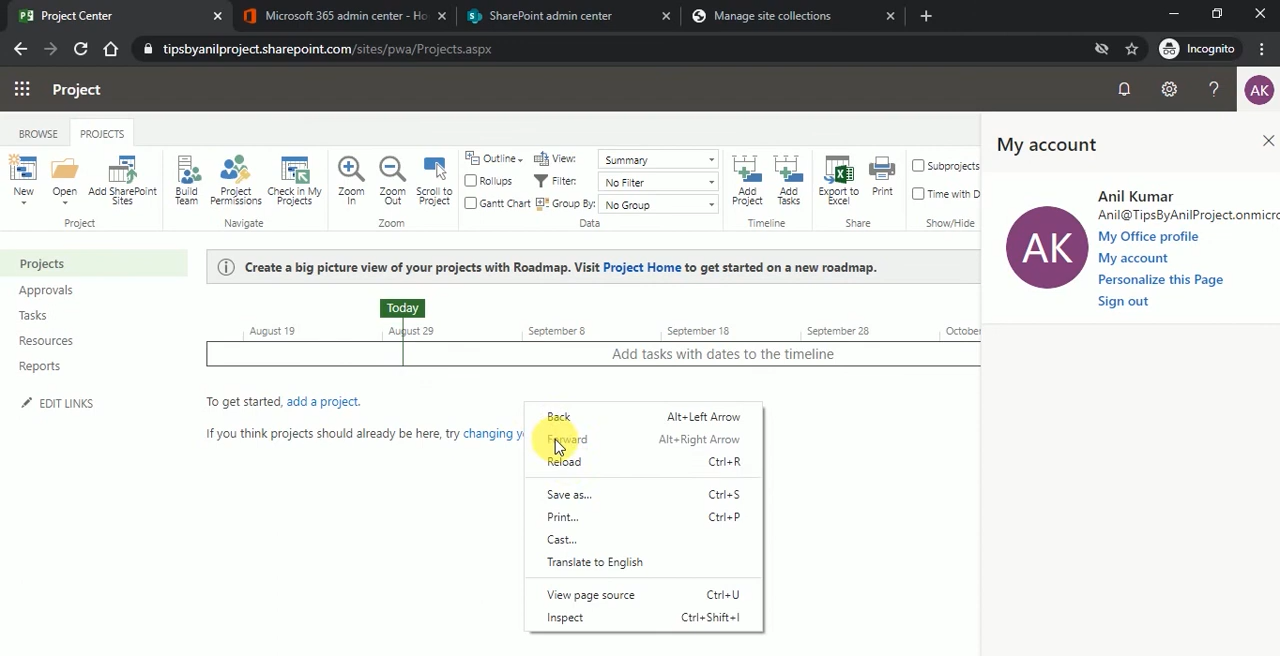 Project Center
Microsoft 365 admin center - Ho
SharePoint admin center
Manage site collections
tipsbyanilproject.sharepoint.com/sites/pwa/Projects.aspx
Incognito
Project
AK
BROWSE
PROJECTS
New
Open
Add SharePoint Sites
Project
Build Team
Project Permissions
Check in My Projects
Navigate
Zoom In
Zoom Out
Scroll to Project
Zoom
Outline
Rollups
Gantt Chart
View:
Summary
Filter:
No Filter
Group By:
No Group
Data
Add Project
Add Tasks
Timeline
Export to Excel
Print
Share
Subprojects
Time with D
Show/Hide
My account
AK
Anil Kumar
Anil@TipsByAnilProject.onmicro
My Office profile
My account
Personalize this Page
Sign out
Projects
Approvals
Tasks
Resources
Reports
EDIT LINKS
Create a big picture view of your projects with Roadmap. Visit Project Home to get started on a new roadmap.
Today
August 19
August 29
September 8
September 18
September 28
October
Add tasks with dates to the timeline
To get started, add a project.
If you think projects should already be here, try changing y
Back Alt+Left Arrow
Forward Alt+Right Arrow
Reload Ctrl+R
Save as... Ctrl+S
Print... Ctrl+P
Cast...
Translate to English
View page source Ctrl+U
Inspect Ctrl+Shift+I